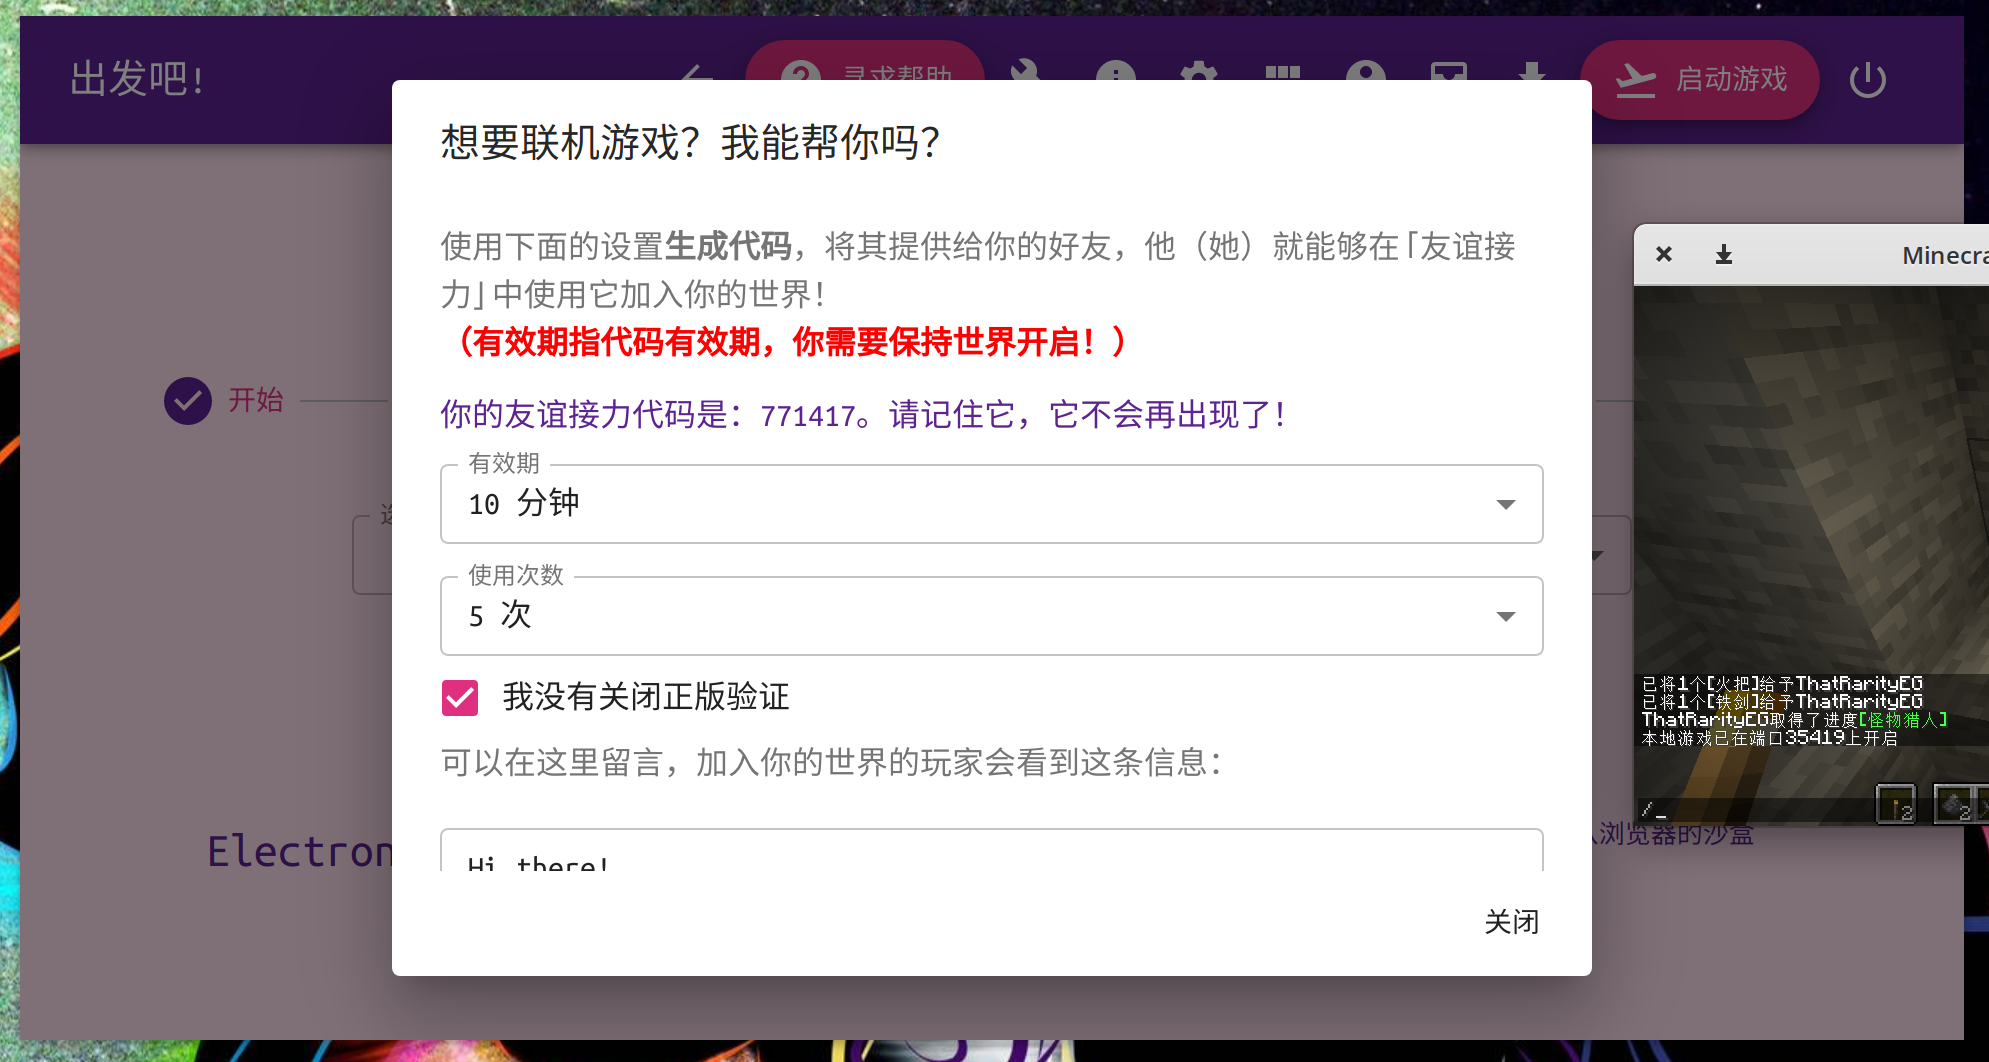 出发吧!
寻求帮助
启动游戏
想要联机游戏？我能帮你吗？
使用下面的设置生成代码，将其提供给你的好友，他（她）就能够在「友谊接
力」中使用它加入你的世界！
（有效期指代码有效期，你需要保持世界开启！）
你的友谊接力代码是：771417。请记住它，它不会再出现了！
有效期
10 分钟
使用次数
5 次
我没有关闭正版验证
可以在这里留言，加入你的世界的玩家会看到这条信息：
Hi there!
关闭
开始
Electron
浏览器的沙盒
Minecra
已将1个[火把]给予ThatRarityEG
已将1个[铁剑]给予ThatRarityEG
ThatRarityEG取得了进度[怪物猎人]
本地游戏已在端口35419上开启
/_
2
2